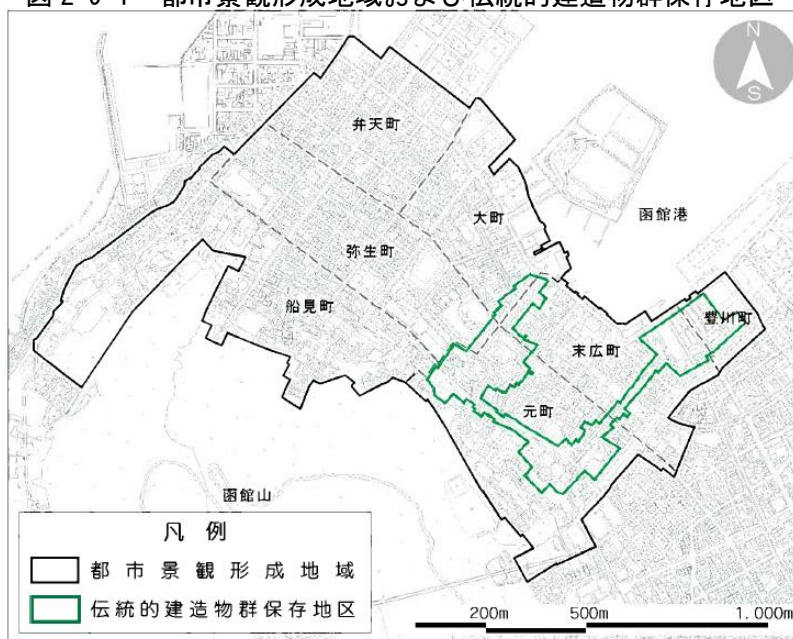 都市景観形成地域および伝統的建造物群保存地区
N
S
弁天町
大町
函館港
弥生町
船見町
豊川町
末広町
元町
函館山
凡例
都市景観形成地域
伝統的建造物群保存地区
200m 500m 1,000m